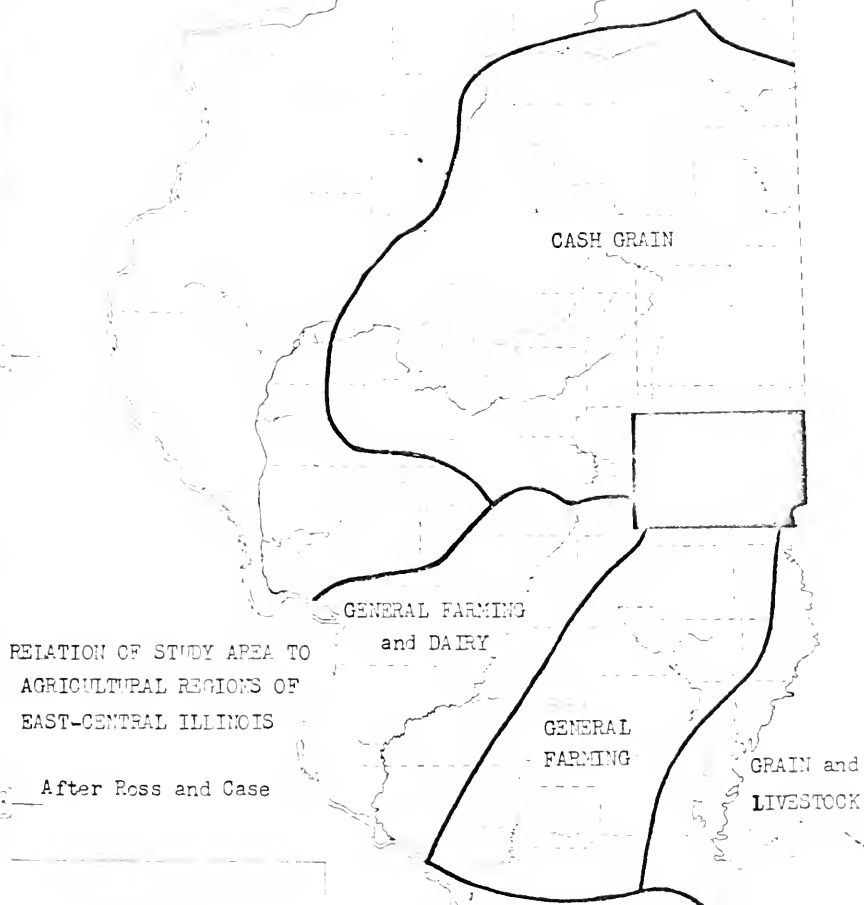 CASH GRAIN
GENERAL FARMING
and DAIRY
RELATION OF STUDY AREA TO
AGRICULTURAL REGIONS OF
EAST-CENTRAL ILLINOIS
After Ross and Case
GENERAL
FARMING
GRAIN and
LIVESTOCK